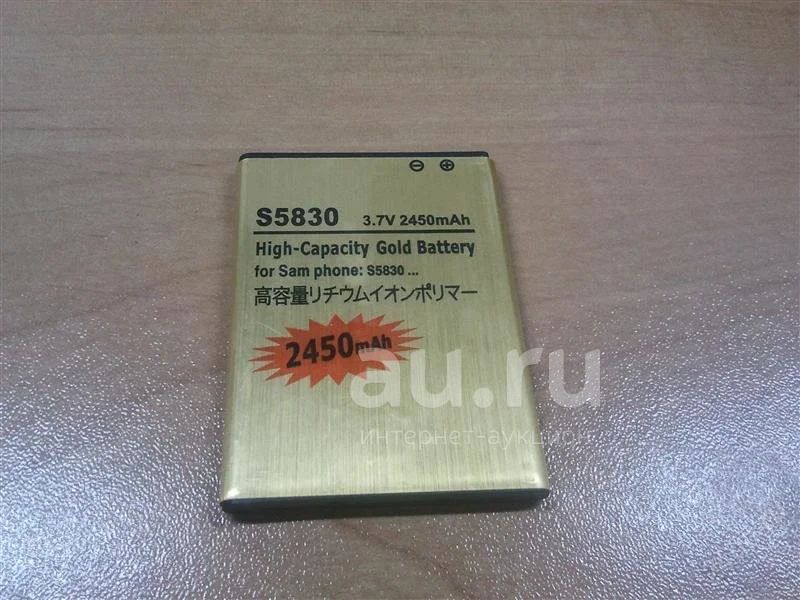 ⊖ ⊕
S5830 3.7V 2450mAh
High-Capacity Gold Battery
for Sam phone: S5830 ...
高容量リチウムイオンポリマー
2450mAh
au.ru
интернет-аукцион